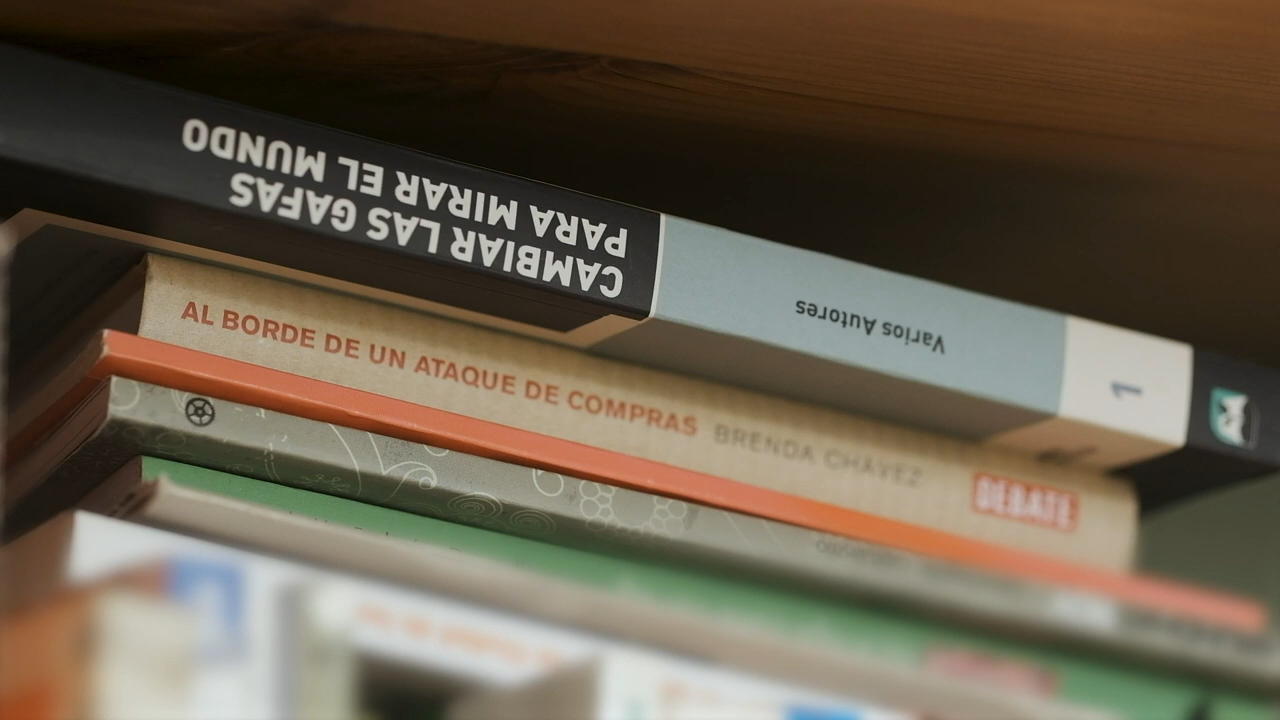 CAMBIAR LAS GAFAS
PARA MIRAR EL MUNDO
Varios Autores
1
AL BORDE DE UN ATAQUE DE COMPRAS BRENDA CHÁVEZ DEBATE